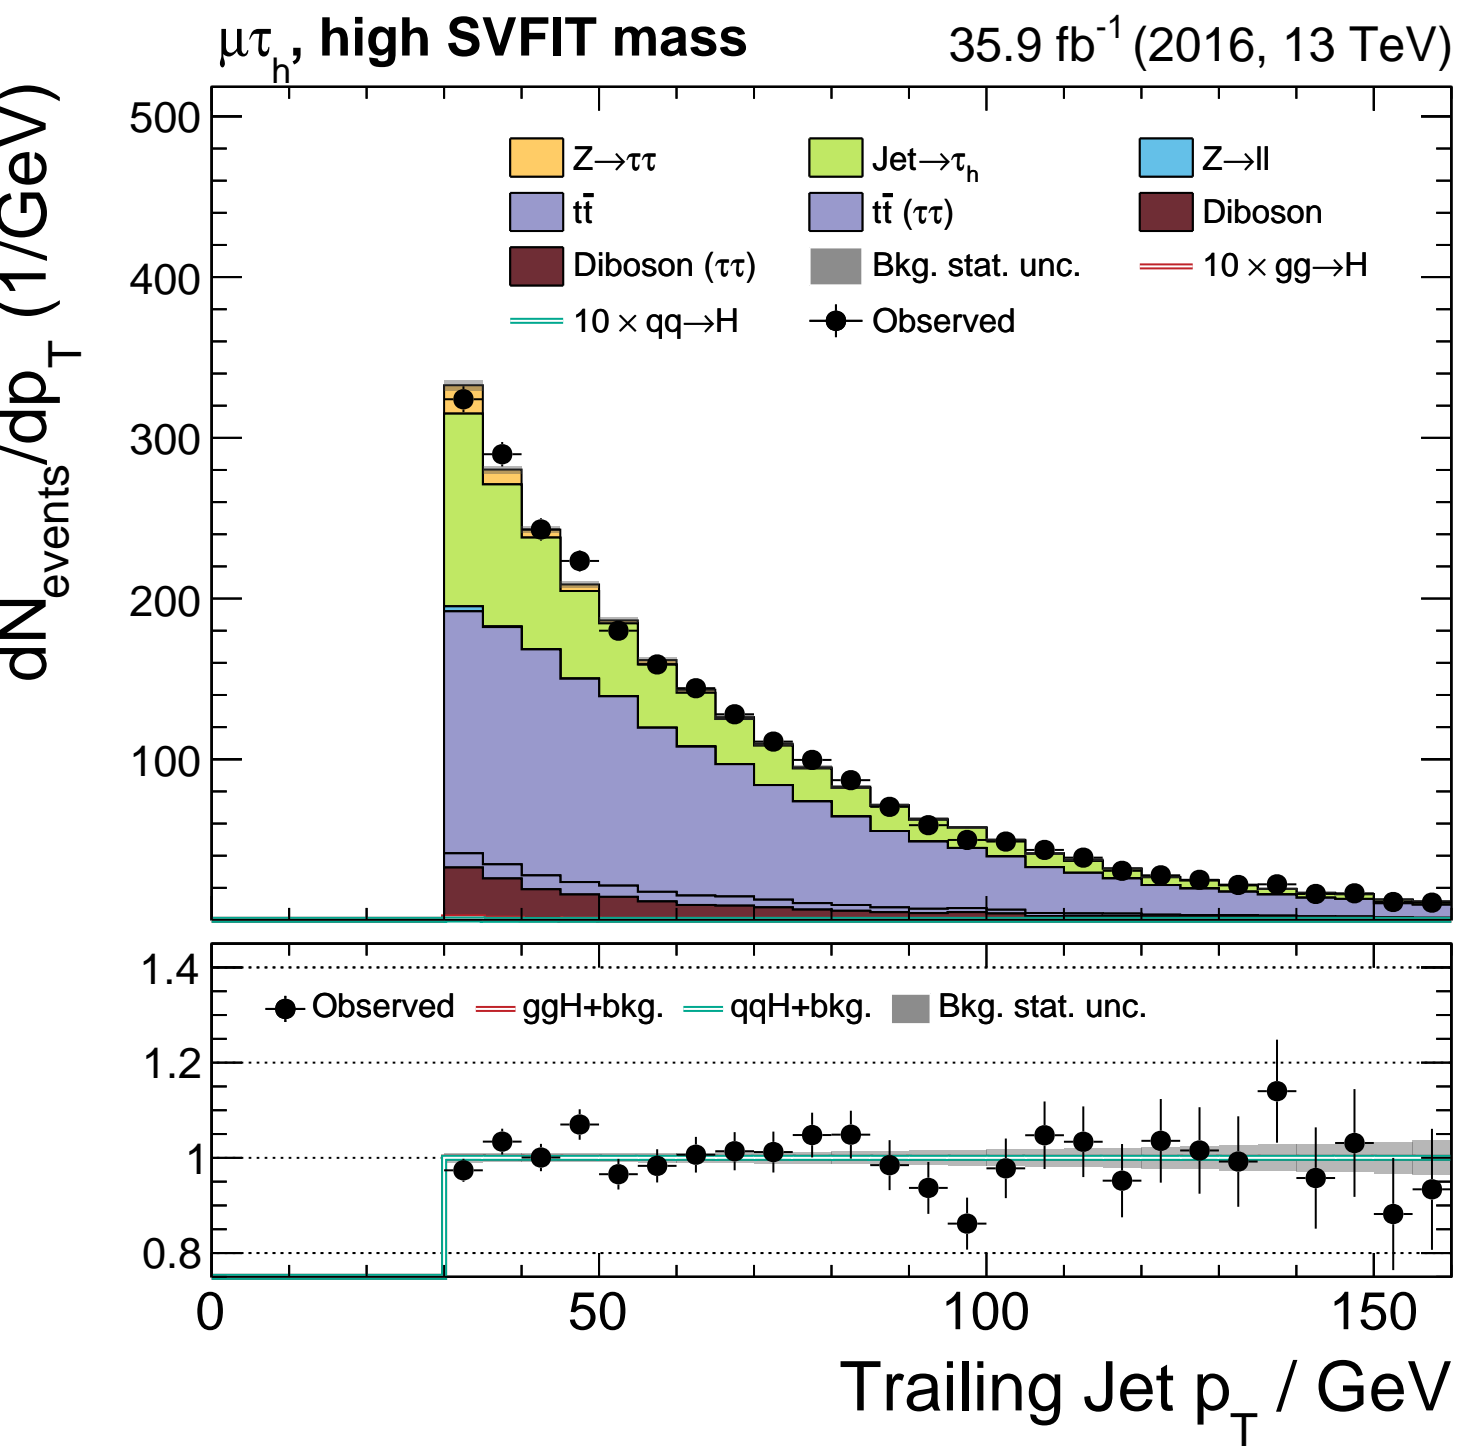 μτh, high SVFIT mass 35.9 fb-1 (2016, 13 TeV)
dNevents/dpT (1/GeV)
500
400
300
200
100
Z→ττ Jet→τh Z→ll
tt̄ tt̄ (ττ) Diboson
Diboson (ττ) Bkg. stat. unc. 10 × gg→H
10 × qq→H Observed
1.4
1.2
1
0.8
Observed ggH+bkg. qqH+bkg. Bkg. stat. unc.
0 50 100 150
Trailing Jet pT / GeV